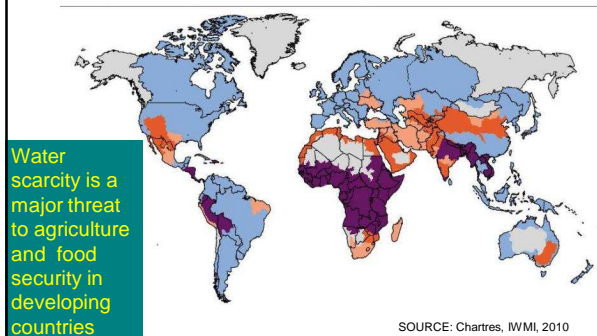 Water
scarcity is a
major threat
to agriculture
and food
security in
developing
countries
SOURCE: Chartres, IWMI, 2010